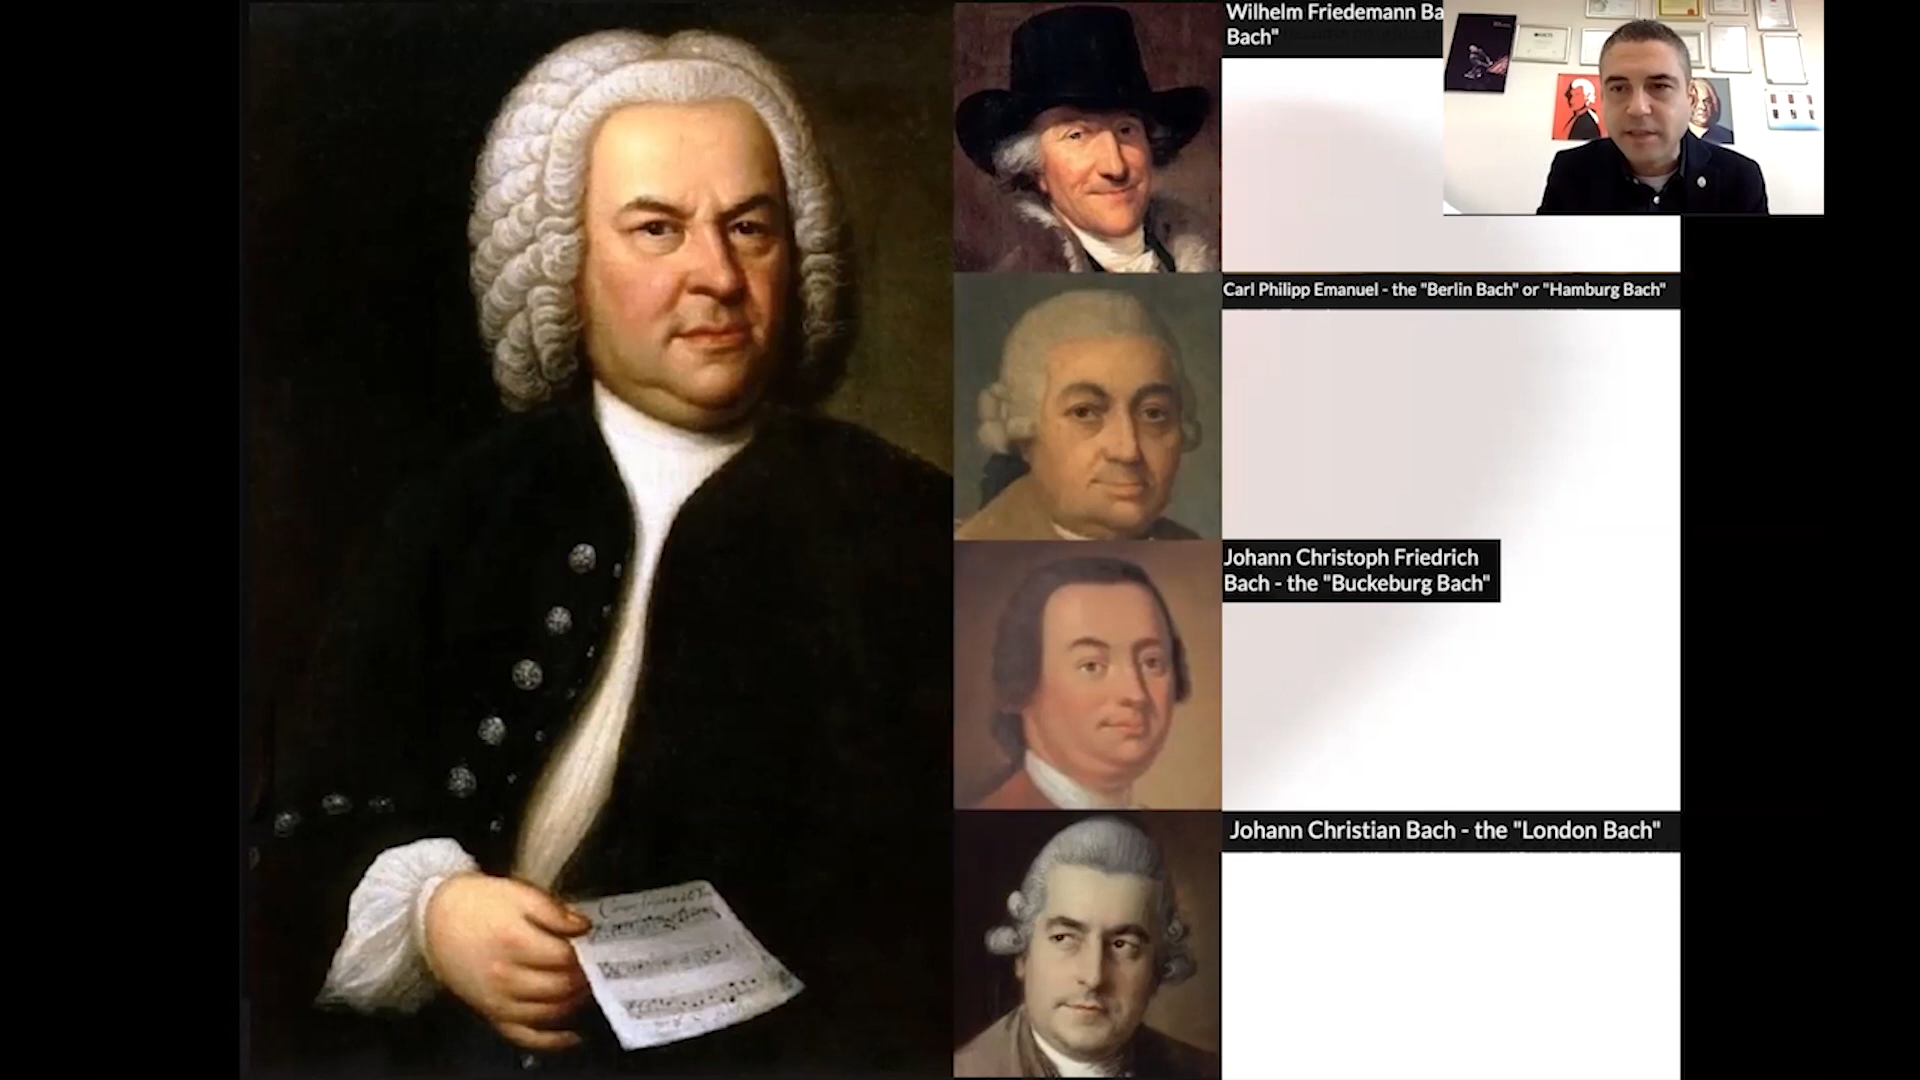 Wilhelm Friedemann Ba
Bach"
Carl Philipp Emanuel - the "Berlin Bach" or "Hamburg Bach"
Johann Christoph Friedrich
Bach - the "Buckeburg Bach"
Johann Christian Bach - the "London Bach"